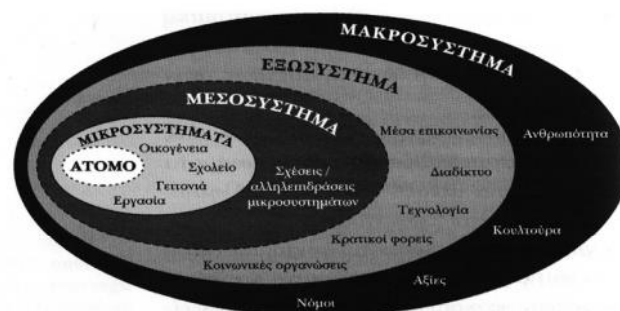 ΜΑΚΡΟΣΥΣΤΗΜΑ
ΕΞΩΣΥΣΤΗΜΑ
ΜΕΣΟΣΥΣΤΗΜΑ
ΜΙΚΡΟΣΥΣΤΗΜΑΤΑ
ΑΤΟΜΟ
Οικογένεια
Σχολείο
Γειτονιά
Εργασία
Σχέσεις /
αλληλεπιδράσεις
μικροσυστημάτων
Μέσα επικοινωνίας
Διαδίκτυο
Τεχνολογία
Κρατικοί φορείς
Κοινωνικές οργανώσεις
Ανθρωπότητα
Κουλτούρα
Αξίες
Νόμοι